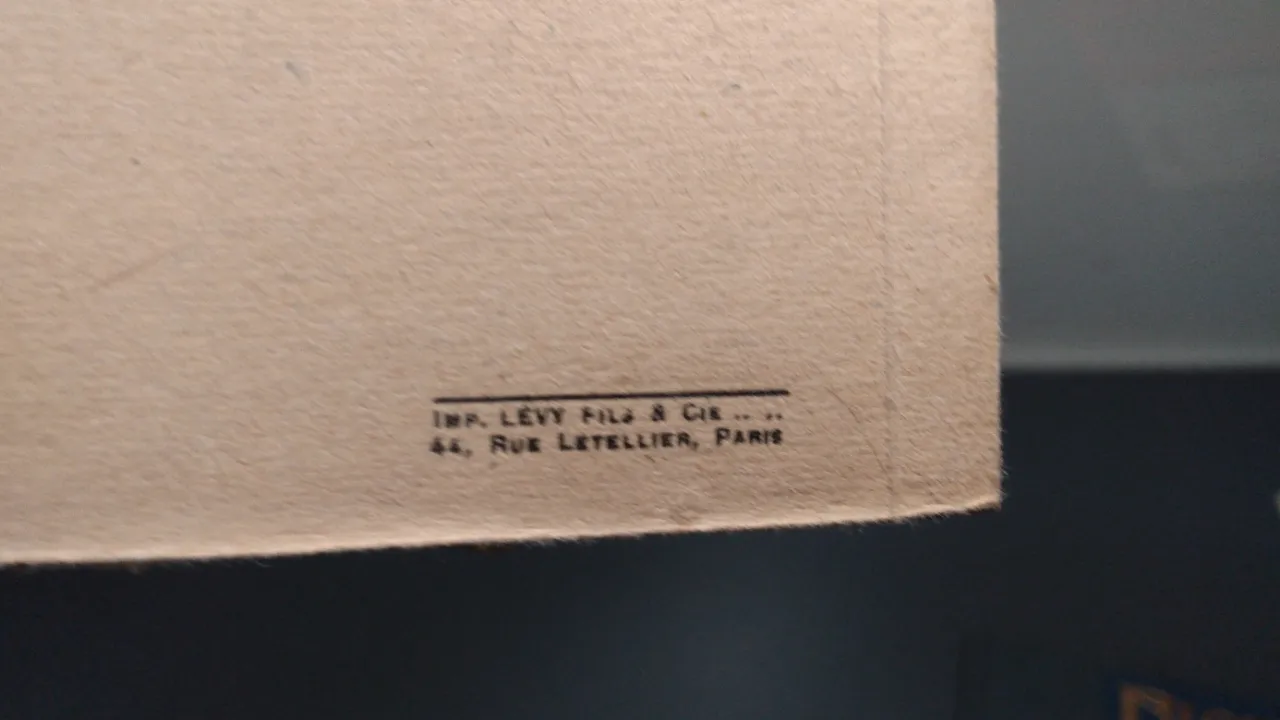 IMP. LÉVY FILS & CIE .. ..
44, RUE LETELLIER, PARIS